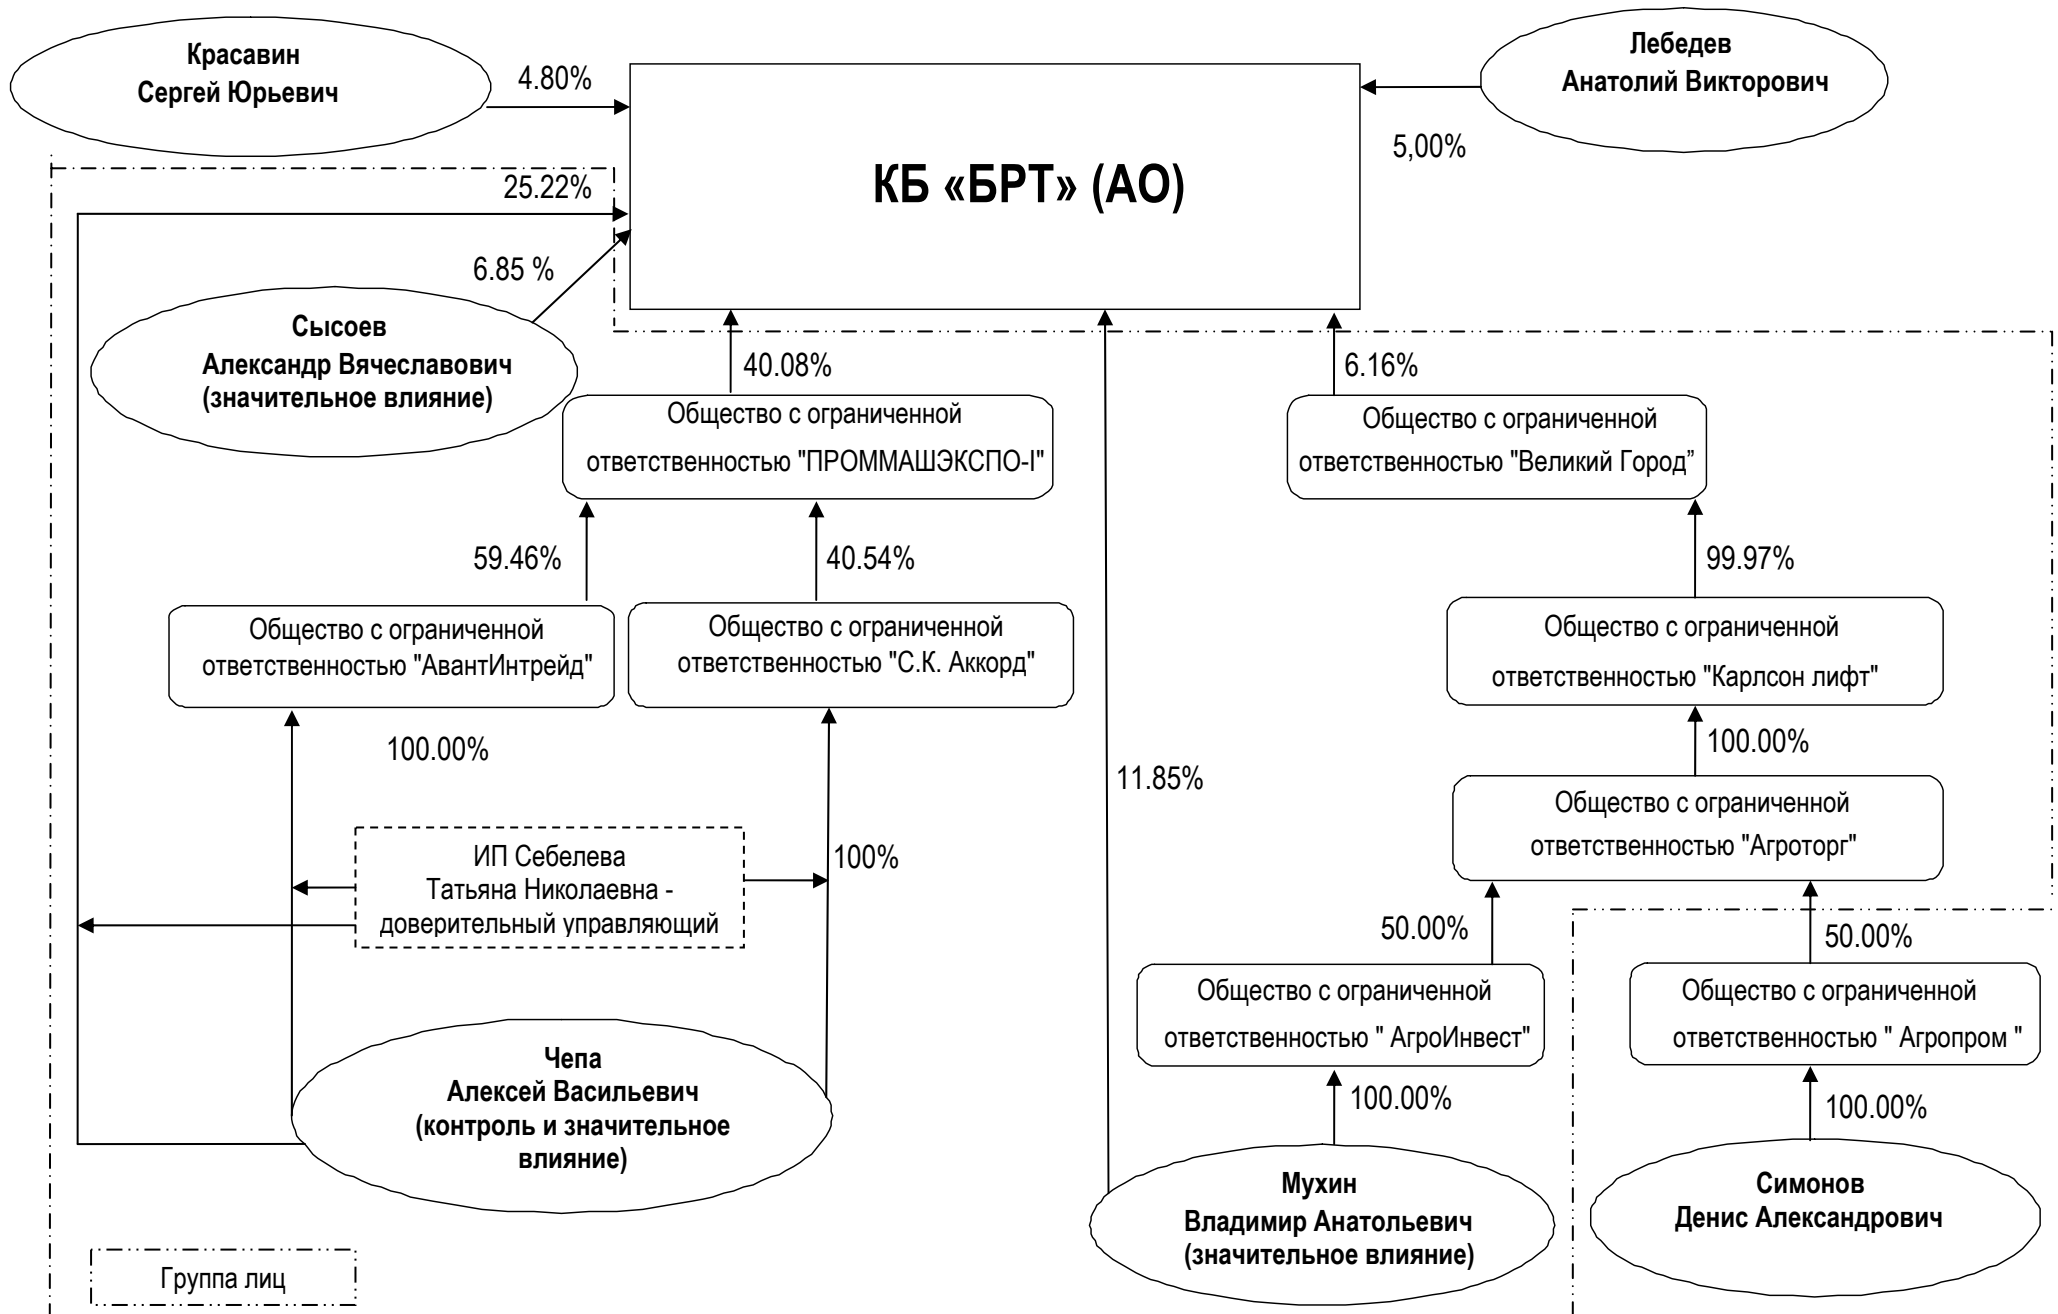 Красавин
Сергей Юрьевич
4.80%
Лебедев
Анатолий Викторович
5,00%
КБ «БРТ» (АО)
25.22%
6.85 %
Сысоев
Александр Вячеславович
(значительное влияние)
40.08%
6.16%
Общество с ограниченной
ответственностью "ПРОММАШЭКСПО-I"
Общество с ограниченной
ответственностью "Великий Город”
59.46%
40.54%
99.97%
Общество с ограниченной
ответственностью "АвантИнтрейд"
Общество с ограниченной
ответственностью "С.К. Аккорд"
Общество с ограниченной
ответственностью "Карлсон лифт"
100.00%
100.00%
11.85%
Общество с ограниченной
ответственностью "Агроторг"
ИП Себелева
Татьяна Николаевна -
доверительный управляющий
100%
50.00%
50.00%
Общество с ограниченной
ответственностью " АгроИнвест"
Общество с ограниченной
ответственностью " Агропром "
Чепа
Алексей Васильевич
(контроль и значительное
влияние)
100.00%
100.00%
Мухин
Владимир Анатольевич
(значительное влияние)
Симонов
Денис Александрович
Группа лиц